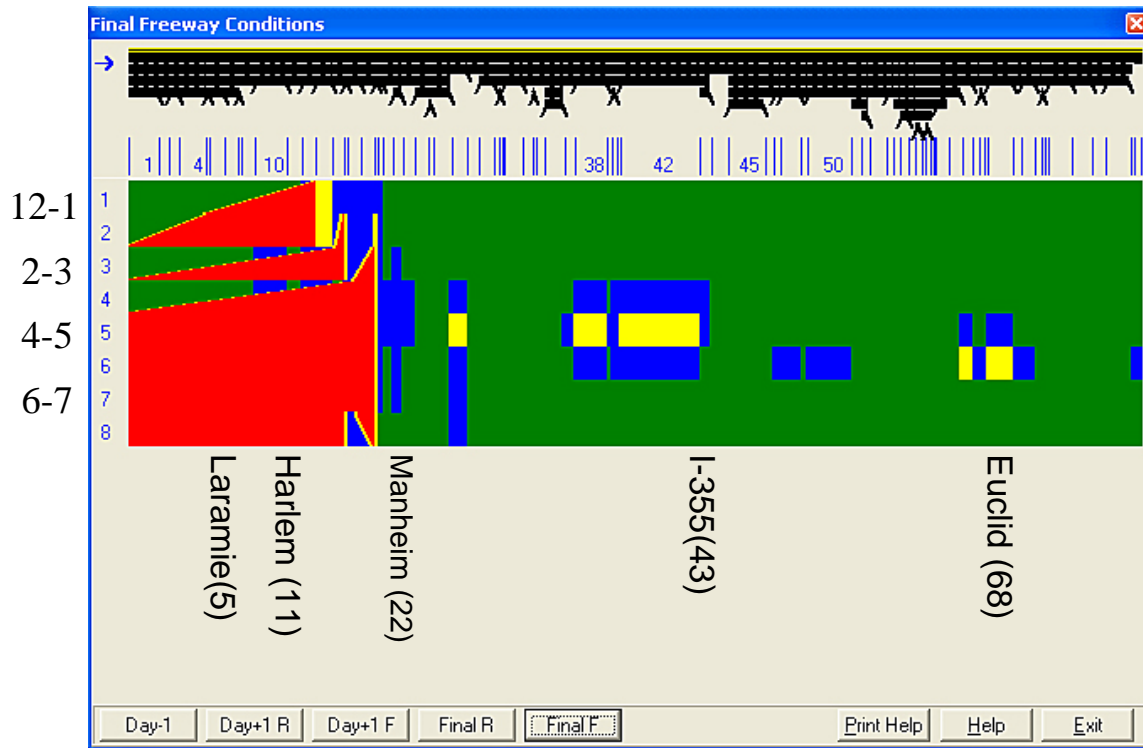 Final Freeway Conditions
1 4 10 38 42 45 50
12-1
2-3
4-5
6-7
1
2
3
4
5
6
7
8
Laramie(5)
Harlem (11)
Manheim (22)
I-355(43)
Euclid (68)
Day-1 Day+1 R Day+1 F Final R Final F Print Help Help Exit